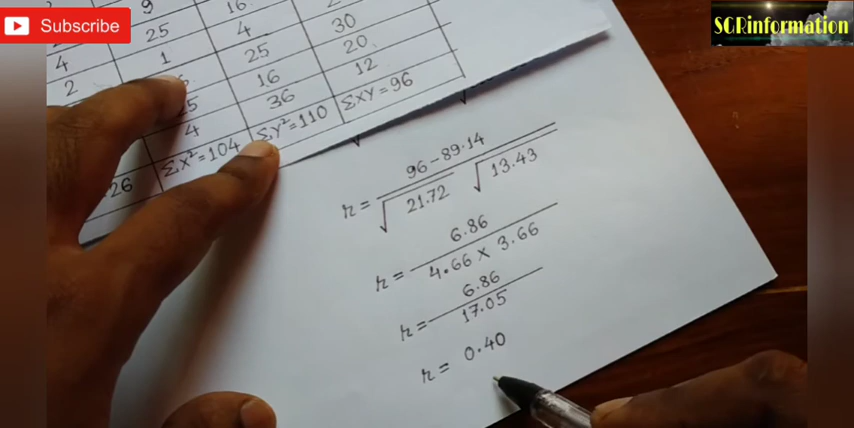 Subscribe
SCRinformation
9 16
25 4 30
4 1 25 20
2 16 12
4 36
26 Σx²=104 Σy²=110 Σxy=96
r = 96-89.14
√21.72 √13.43
r = 6.86
4.66 × 3.66
r = 6.86
17.05
r = 0.40